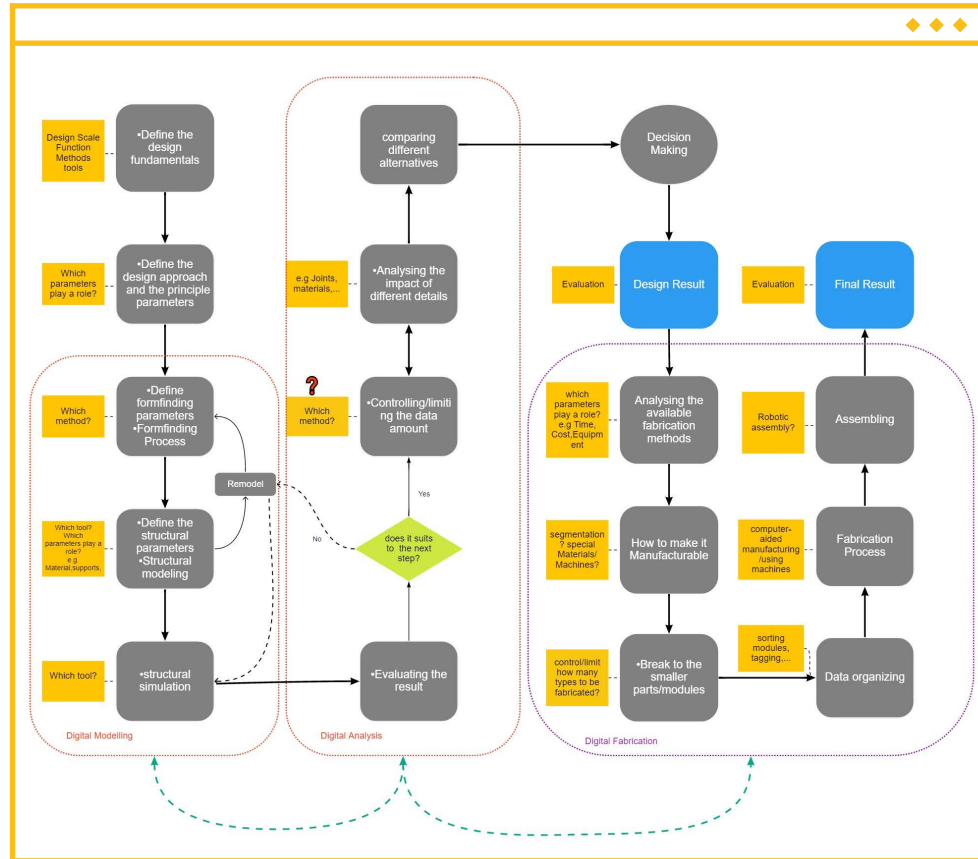 Design Scale
Function
Methods
tools
•Define the
design
fundamentals
Which
parameters
play a role?
•Define the
design approach
and the principle
parameters
Which
method?
•Define
formfinding
parameters
•Formfinding
Process
Remodel
Which tool?
Which
parameters play a
role?
e.g
Material,supports,
•Define the
structural
parameters
•Structural
modeling
Which tool?
•structural
simulation
Digital Modelling
comparing
different
alternatives
e.g Joints,
materials,...
•Analysing the
impact of
different details
?
Which
method?
•Controlling/limiti
ng the data
amount
Yes
No
does it suits
to the next
step?
•Evaluating the
result
Digital Analysis
Decision
Making
Evaluation
Design Result
Evaluation
Final Result
which
parameters
play a role?
e.g Time,
Cost,Equipm
ent
Analysing the
available
fabrication
methods
Robotic
assembly?
Assembling
segmentation
? special
Materials/
Machines?
How to make it
Manufacturable
computer-
aided
manufacturing
/using
machines
Fabrication
Process
control/limit
how many
types to be
fabricated?
•Break to the
smaller
parts/modules
sorting
modules,
tagging,...
Data organizing
Digital Fabrication